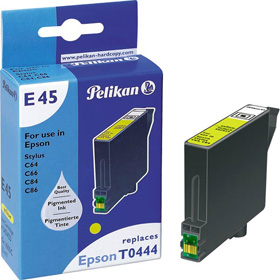 www.pelikan-hardcopy.com
E 45
Pelikan
For use in
Epson
Stylus
C64
C66
C84
C86
Best Quality
Pigmented
Ink
Pigmentierte
Tinte
E 45
replaces
Epson T0444